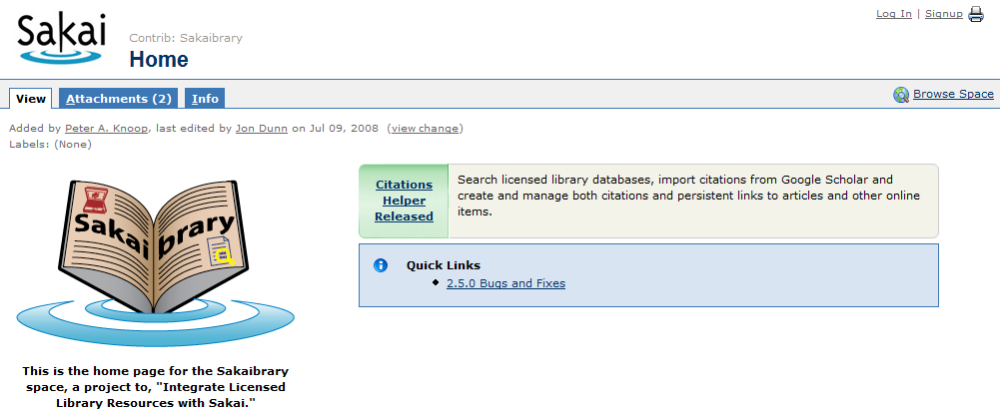 Sakai
Log In | Signup
Contrib: Sakaibrary
Home
View Attachments (2) Info
Browse Space
Added by Peter A. Knoop, last edited by Jon Dunn on Jul 09, 2008 (view change)
Labels: (None)
Sakaibrary
This is the home page for the Sakaibrary
space, a project to, "Integrate Licensed
Library Resources with Sakai."
Citations
Helper
Released
Search licensed library databases, import citations from Google Scholar and
create and manage both citations and persistent links to articles and other online
items.
Quick Links
2.5.0 Bugs and Fixes